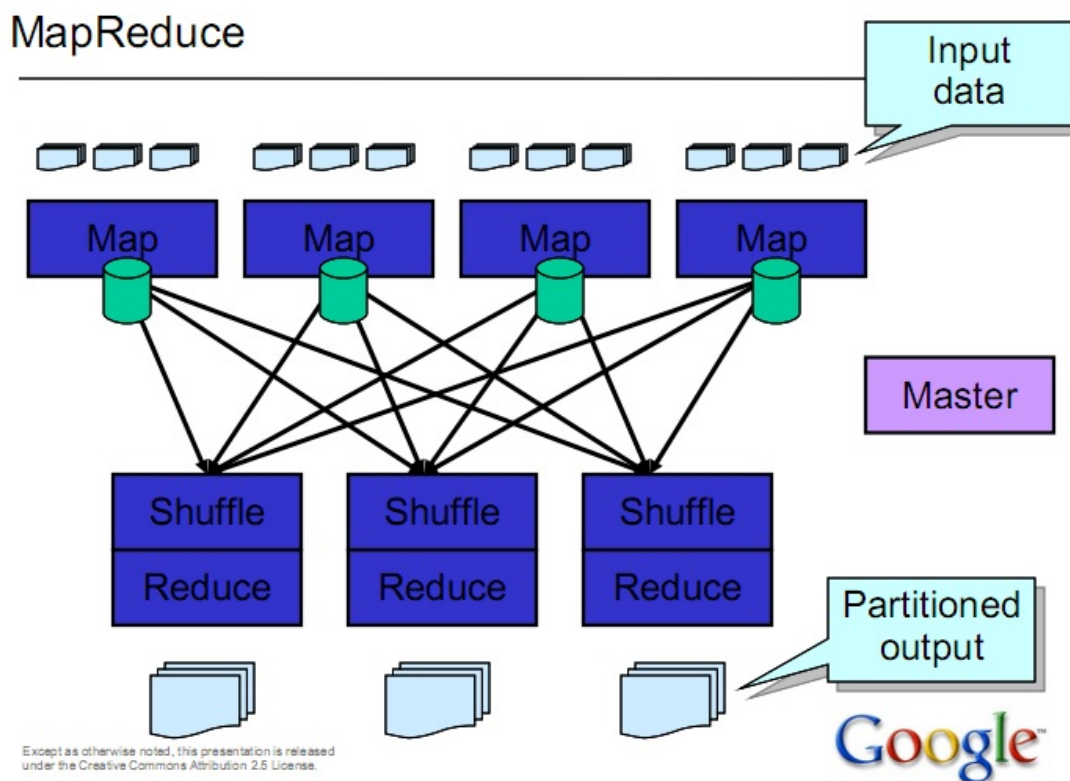 MapReduce
Input
data
Map
Map
Map
Map
Master
Shuffle
Shuffle
Shuffle
Reduce
Reduce
Reduce
Partitioned
output
Except as otherwise noted, this presentation is released
under the Creative Commons Attribution 2.5 License.
Google™